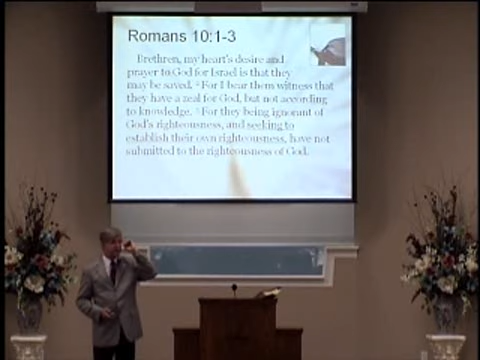 Romans 10:1-3
Brethren, my heart's desire and
prayer to God for Israel is that they
may be saved. 2 For I bear them witness that
they have a zeal for God, but not according
to knowledge. 3 For they being ignorant of
God's righteousness, and seeking to
establish their own righteousness, have not
submitted to the righteousness of God.